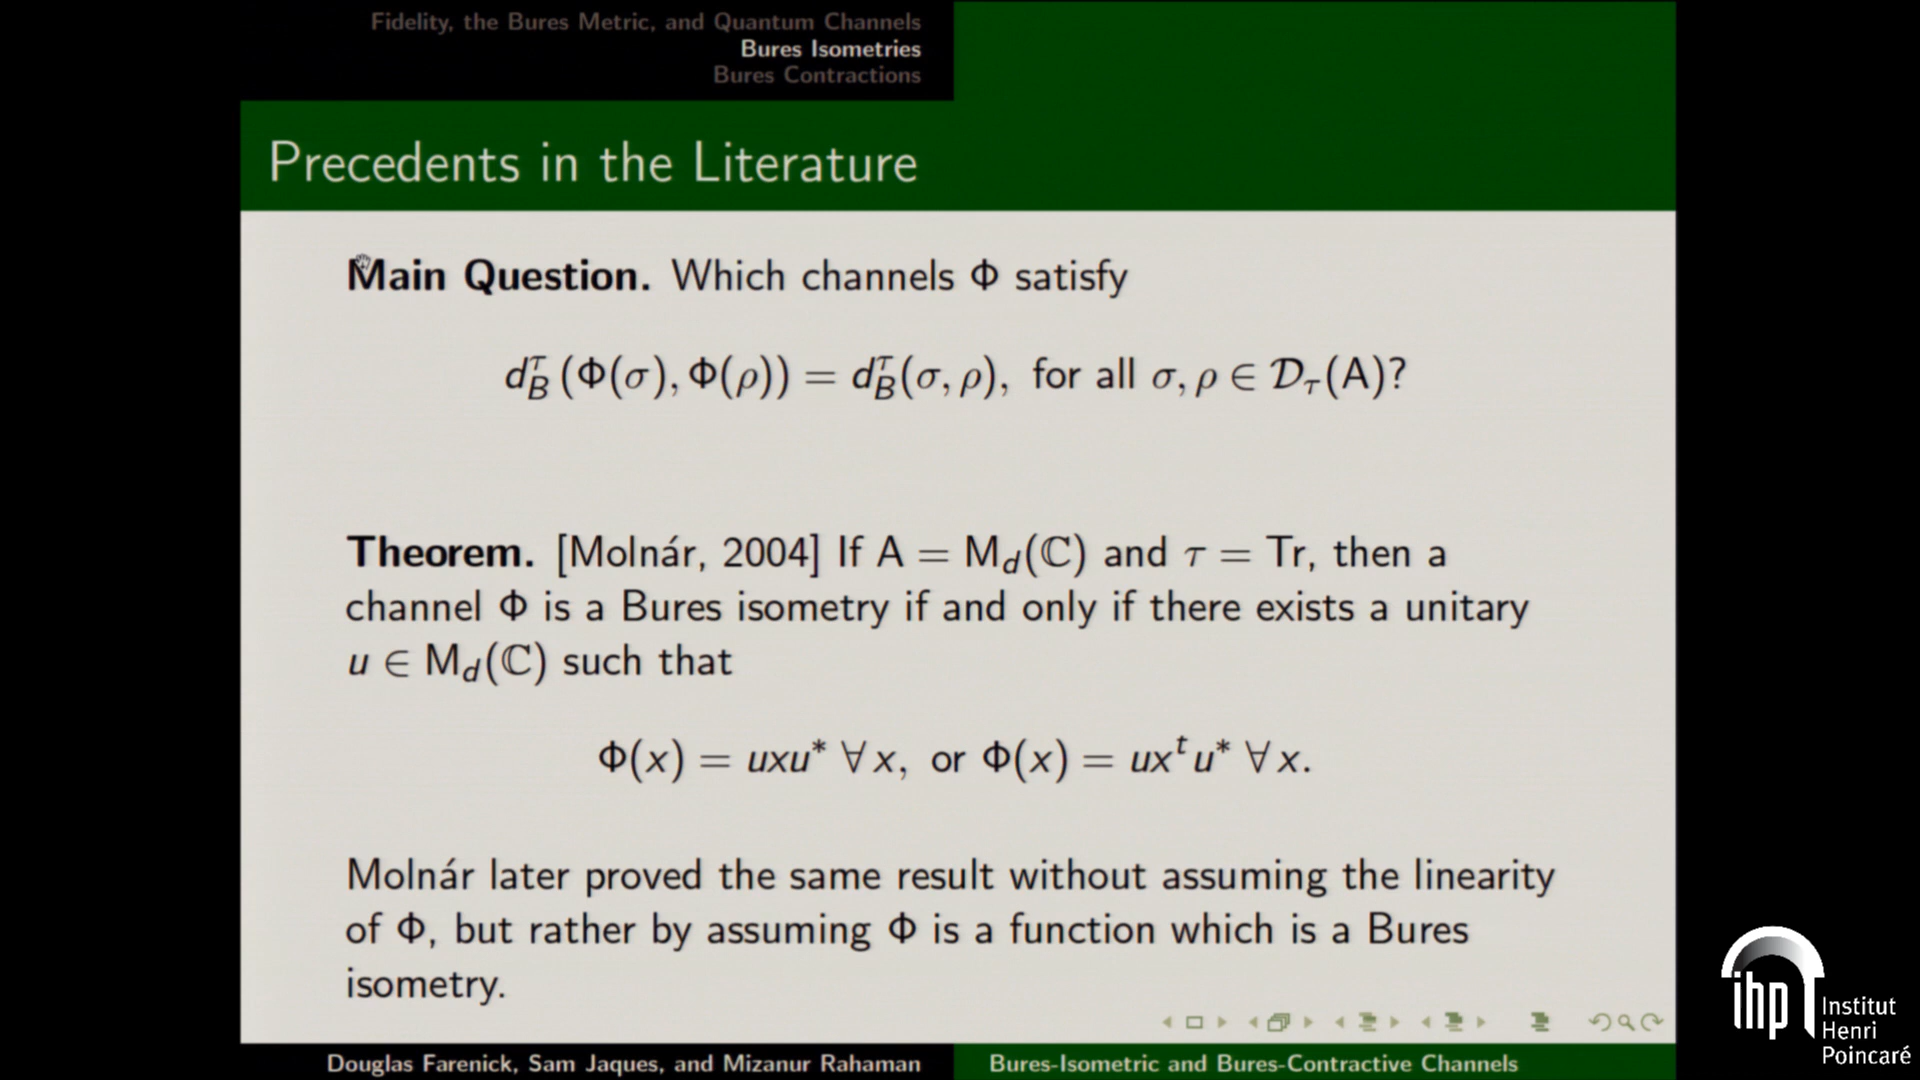 Fidelity, the Bures Metric, and Quantum Channels
Bures Isometries
Bures Contractions
Precedents in the Literature
Main Question. Which channels Φ satisfy
d_B^τ (Φ(σ), Φ(ρ)) = d_B^τ(σ, ρ), for all σ, ρ ∈ 𝒟_τ(A)?
Theorem. [Molnár, 2004] If A = M_d(ℂ) and τ = Tr, then a
channel Φ is a Bures isometry if and only if there exists a unitary
u ∈ M_d(ℂ) such that
Φ(x) = uxu* ∀ x, or Φ(x) = ux^t u* ∀ x.
Molnár later proved the same result without assuming the linearity
of Φ, but rather by assuming Φ is a function which is a Bures
isometry.
Douglas Farenick, Sam Jaques, and Mizanur Rahaman
Bures-Isometric and Bures-Contractive Channels
ihp
Institut
Henri
Poincaré